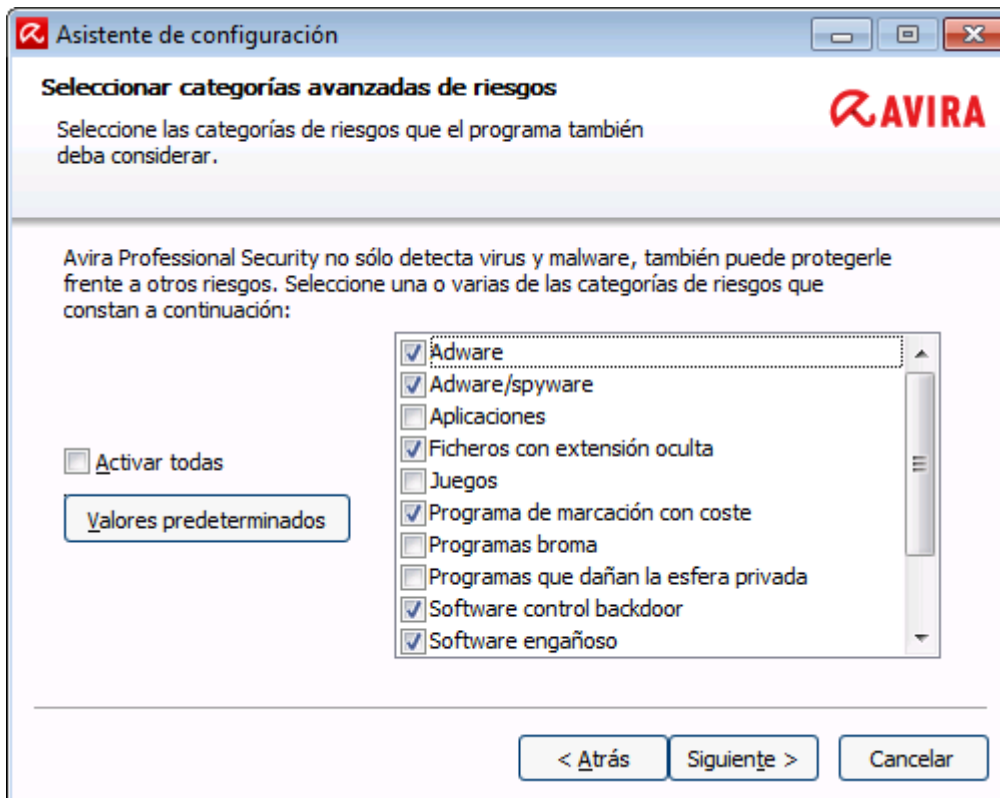 Asistente de configuración
Seleccionar categorías avanzadas de riesgos
Seleccione las categorías de riesgos que el programa también
deba considerar.
AVIRA
Avira Professional Security no sólo detecta virus y malware, también puede protegerle
frente a otros riesgos. Seleccione una o varias de las categorías de riesgos que
constan a continuación:
Activar todas
Valores predeterminados
Adware
Adware/spyware
Aplicaciones
Ficheros con extensión oculta
Juegos
Programa de marcación con coste
Programas broma
Programas que dañan la esfera privada
Software control backdoor
Software engañoso
< Atrás
Siguiente >
Cancelar